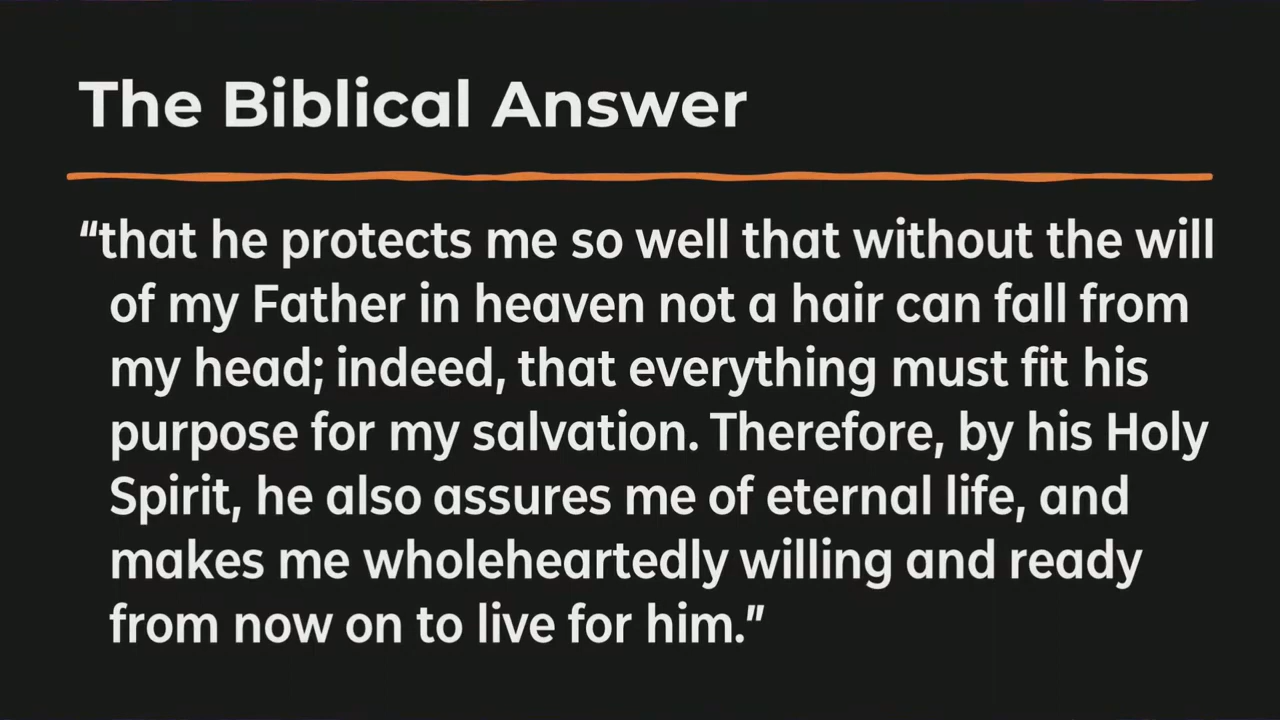 The Biblical Answer
“that he protects me so well that without the will
of my Father in heaven not a hair can fall from
my head; indeed, that everything must fit his
purpose for my salvation. Therefore, by his Holy
Spirit, he also assures me of eternal life, and
makes me wholeheartedly willing and ready
from now on to live for him.”